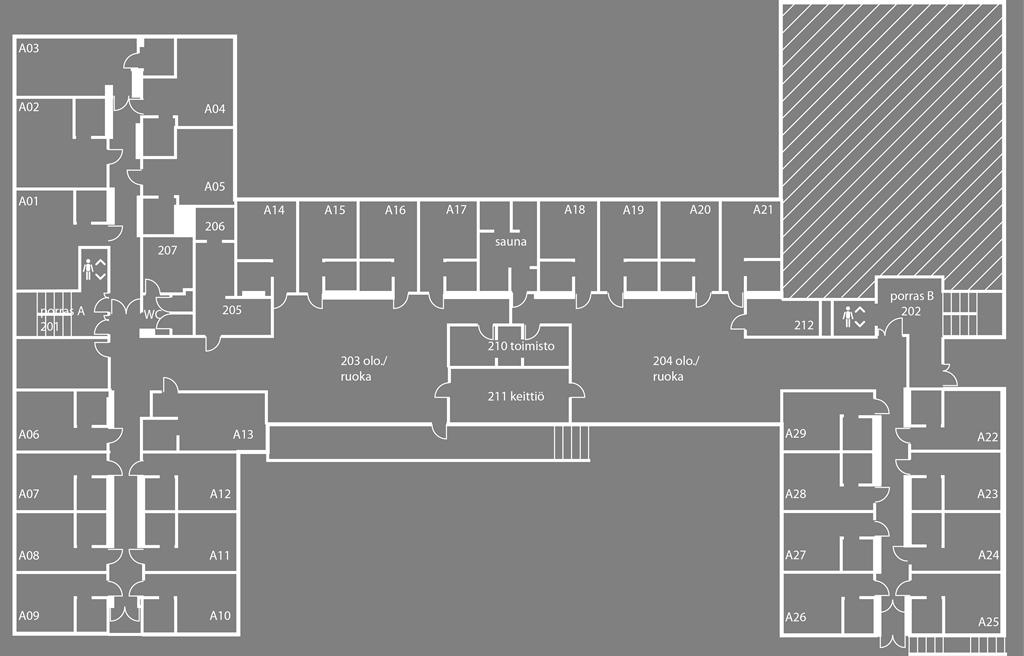 A03
A02
A04
A05
A01
A14
A15
A16
A17
A18
A19
A20
A21
206
sauna
207
porras A
201
WC
205
porras B
202
212
210 toimisto
203 olo./
ruoka
204 olo./
ruoka
211 keittiö
A06
A13
A29
A22
A07
A12
A28
A23
A08
A11
A27
A24
A09
A10
A26
A25